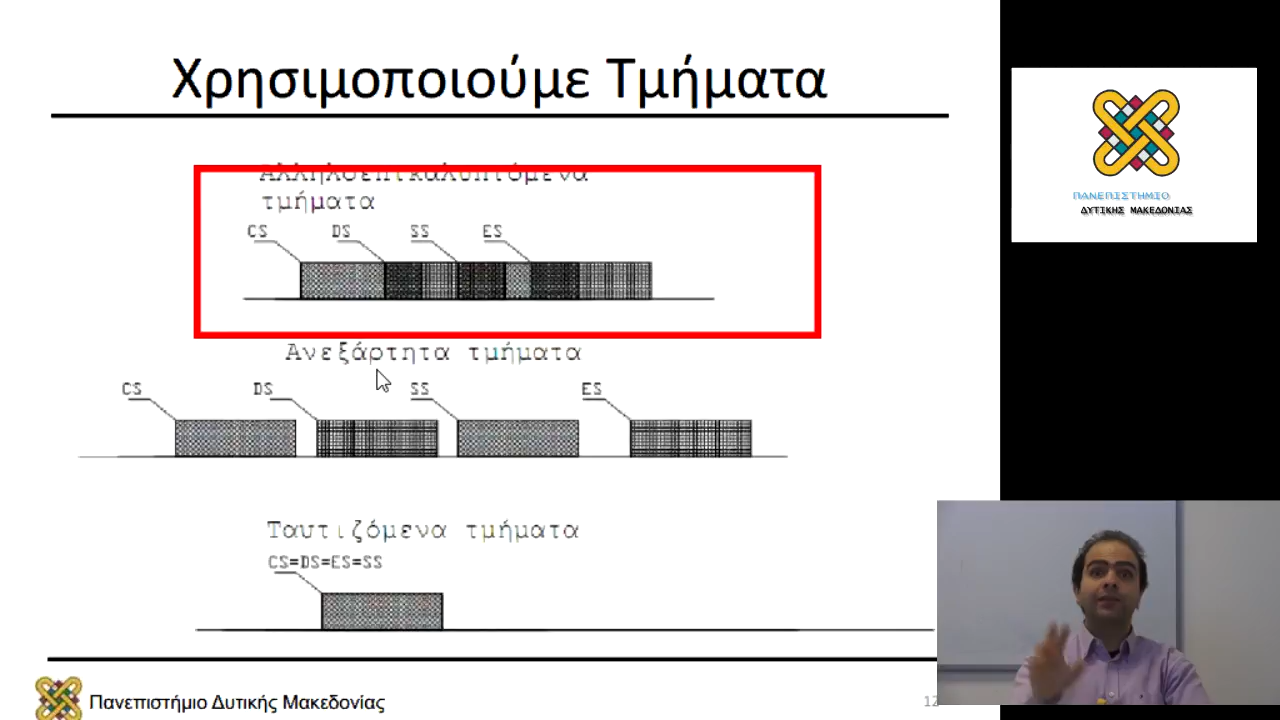 Χρησιμοποιούμε Τμήματα
Αλληλοεπικαλυπτόμενα
τμήματα
CS DS SS ES
Ανεξάρτητα τμήματα
CS DS SS ES
Ταυτιζόμενα τμήματα
CS=DS=ES=SS
Πανεπιστήμιο Δυτικής Μακεδονίας
12
ΠΑΝΕΠΙΣΤΗΜΙΟ
ΔΥΤΙΚΗΣ ΜΑΚΕΔΟΝΙΑΣ